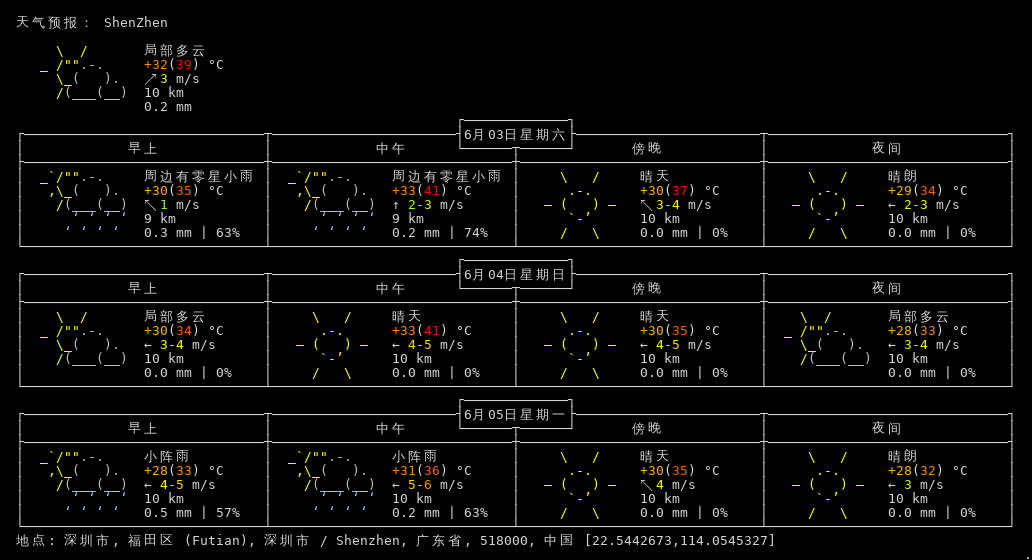 天气预报： ShenZhen
局部多云
+32(39) °C
↗3 m/s
10 km
0.2 mm
6月03日星期六
早上 中午 傍晚 夜间
周边有零星小雨 周边有零星小雨 晴天 晴朗
+30(35) °C +33(41) °C +30(37) °C +29(34) °C
↖1 m/s ↑ 2-3 m/s ↖3-4 m/s ← 2-3 m/s
9 km 9 km 10 km 10 km
0.3 mm | 63% 0.2 mm | 74% 0.0 mm | 0% 0.0 mm | 0%
6月04日星期日
早上 中午 傍晚 夜间
局部多云 晴天 晴天 局部多云
+30(34) °C +33(41) °C +30(35) °C +28(33) °C
← 3-4 m/s ← 4-5 m/s ← 4-5 m/s ← 3-4 m/s
10 km 10 km 10 km 10 km
0.0 mm | 0% 0.0 mm | 0% 0.0 mm | 0% 0.0 mm | 0%
6月05日星期一
早上 中午 傍晚 夜间
小阵雨 小阵雨 晴天 晴朗
+28(33) °C +31(36) °C +30(35) °C +28(32) °C
← 4-5 m/s ← 5-6 m/s ↖4 m/s ← 3 m/s
10 km 10 km 10 km 10 km
0.5 mm | 57% 0.2 mm | 63% 0.0 mm | 0% 0.0 mm | 0%
地点: 深圳市, 福田区 (Futian), 深圳市 / Shenzhen, 广东省, 518000, 中国 [22.5442673,114.0545327]